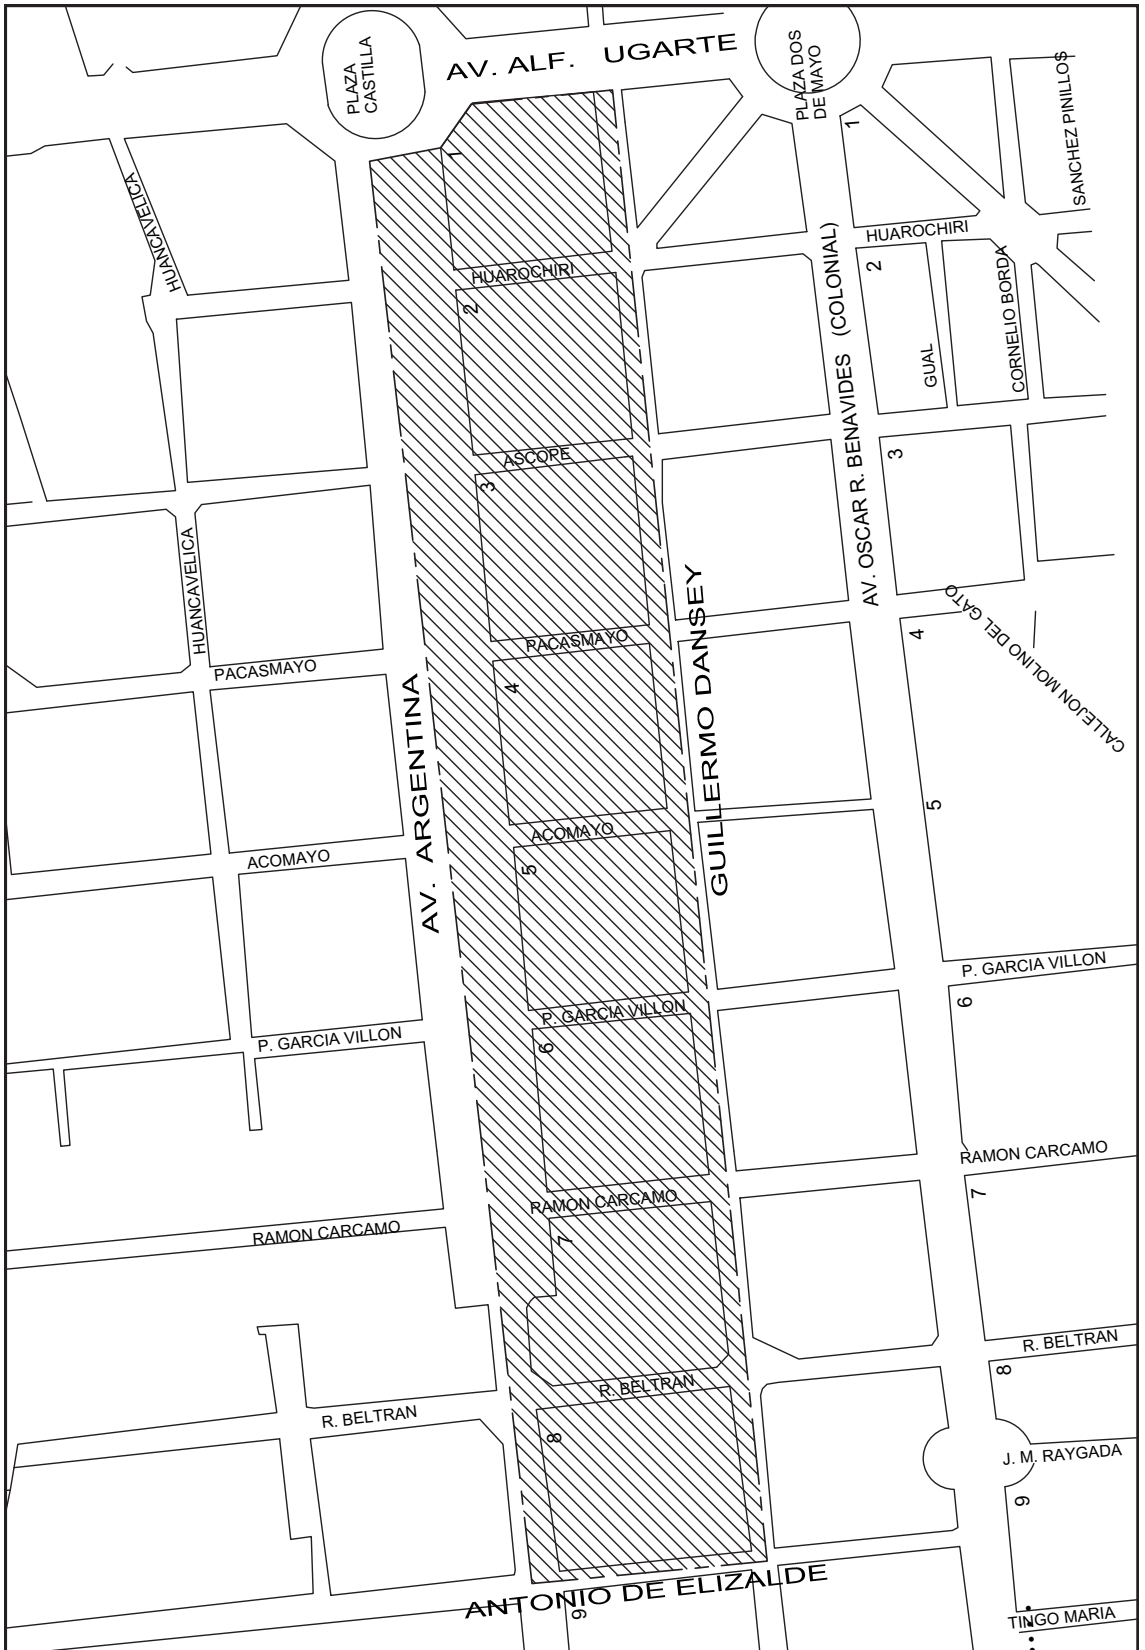 PLAZA
CASTILLA
AV. ALF. UGARTE
PLAZA DOS
DE MAYO
SANCHEZ PINILLOS
1
1
HUANCAVELICA
HUAROCHIRI
HUAROCHIRI
2
2
GUAL
CORNELIO BORDA
AV. OSCAR R. BENAVIDES (COLONIAL)
ASCOPE
3
3
HUANCAVELICA
CALLEJON MOLINO DEL GATO
PACASMAYO
PACASMAYO
4
4
AV. ARGENTINA
GUILLERMO DANSEY
ACOMAYO
ACOMAYO
5
5
P. GARCIA VILLON
P. GARCIA VILLON
P. GARCIA VILLON
6
6
RAMON CARCAMO
RAMON CARCAMO
RAMON CARCAMO
7
7
R. BELTRAN
R. BELTRAN
R. BELTRAN
8
8
J. M. RAYGADA
9
ANTONIO DE ELIZALDE
9
TINGO MARIA